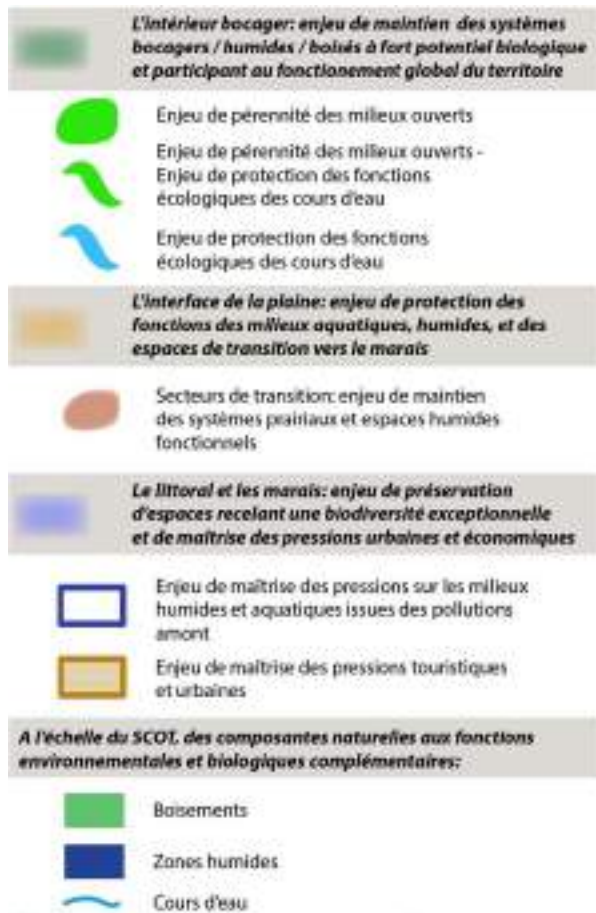 L'intérieur bocager: enjeu de maintien des systèmes
bocagers / humides / boisés à fort potentiel biologique
et participant au fonctionement global du territoire
Enjeu de pérennité des milieux ouverts
Enjeu de pérennité des milieux ouverts -
Enjeu de protection des fonctions
écologiques des cours d'eau
Enjeu de protection des fonctions
écologiques des cours d'eau
L'interface de la plaine: enjeu de protection des
fonctions des milieux aquatiques, humides, et des
espaces de transition vers le marais
Secteurs de transition: enjeu de maintien
des systèmes prairiaux et espaces humides
fonctionnels
Le littoral et les marais: enjeu de préservation
d'espaces recelant une biodiversité exceptionnelle
et de maîtrise des pressions urbaines et économiques
Enjeu de maîtrise des pressions sur les milieux
humides et aquatiques issues des pollutions
amont
Enjeu de maîtrise des pressions touristiques
et urbaines
A l'échelle du SCOT, des composantes naturelles aux fonctions
environnementales et biologiques complémentaires:
Boisements
Zones humides
Cours d'eau